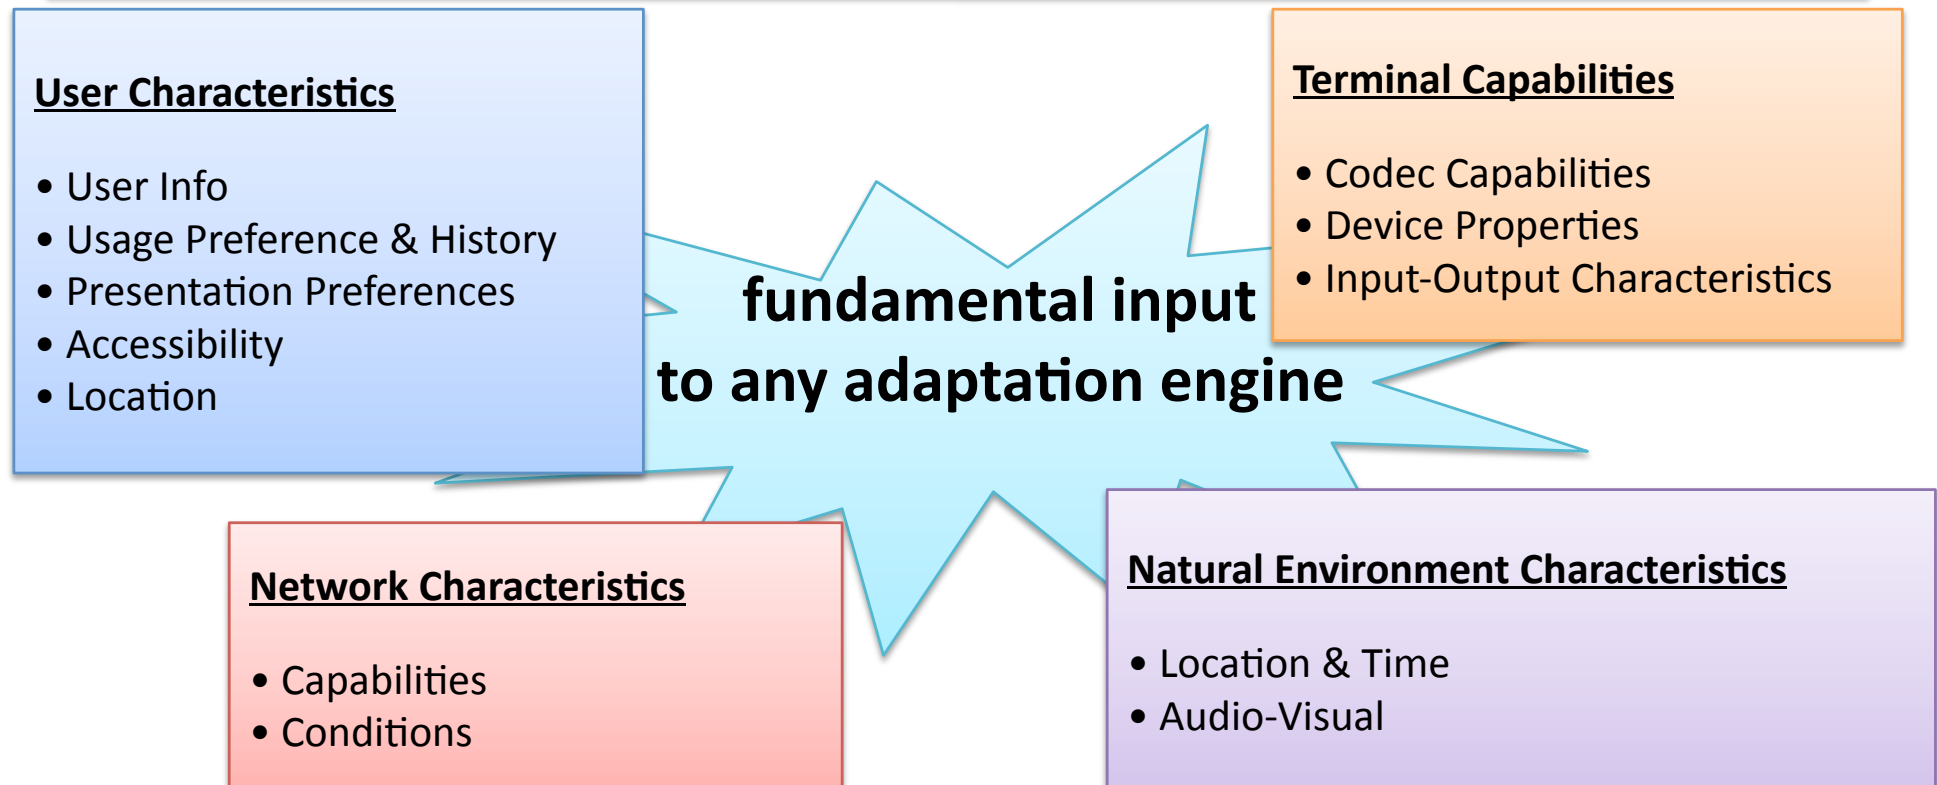 User Characteristics
• User Info
• Usage Preference & History
• Presentation Preferences
• Accessibility
• Location
Terminal Capabilities
• Codec Capabilities
• Device Properties
• Input-Output Characteristics
fundamental input
to any adaptation engine
Network Characteristics
• Capabilities
• Conditions
Natural Environment Characteristics
• Location & Time
• Audio-Visual